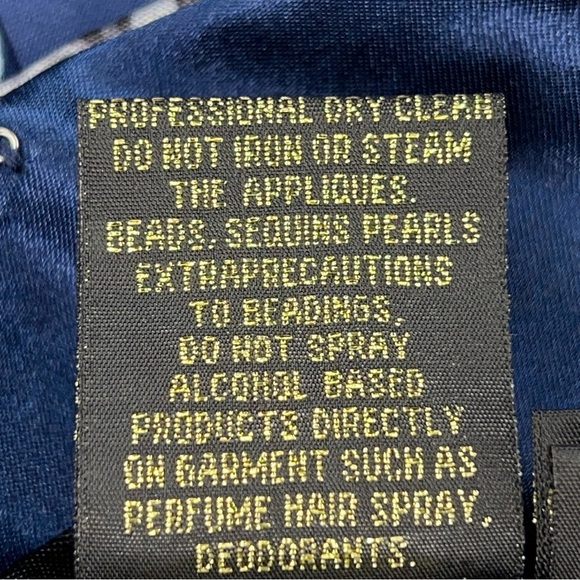 PROFESSIONAL DRY CLEAN
DO NOT IRON OR STEAM
THE APPLIQUES.
BEADS. SEQUINS PEARLS
EXTRAPRECAUTIONS
TO BEADINGS,
DO NOT SPRAY
ALCOHOL BASED
PRODUCTS DIRECTLY
ON GARMENT SUCH AS
PERFUME HAIR SPRAY,
DEODORANTS.